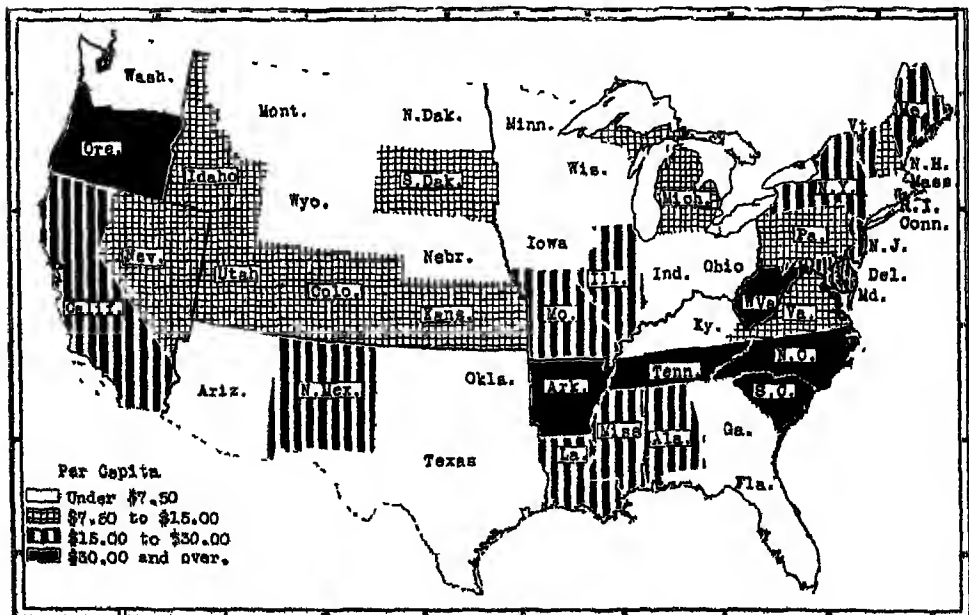 Wash.
Mont.
N.Dak.
Minn.
Me.
Vt.
Ore.
Idaho
S.Dak.
Wis.
Mich.
N.Y.
N.H.
Mass
R.I.
Conn.
Wyo.
Nev.
Utah
Colo.
Nebr.
Kans.
Iowa
Ill.
Ind.
Ohio
Pa.
N.J.
Del.
Md.
W.Va
Va.
Calif.
Mo.
Ky.
N.C.
Ariz.
N.Mex.
Okla.
Ark.
Tenn.
S.C.
Texas
La.
Miss
Ala.
Ga.
Fla.
Per Capita
Under $7.50
$7.50 to $15.00
$15.00 to $30.00
$30.00 and over.